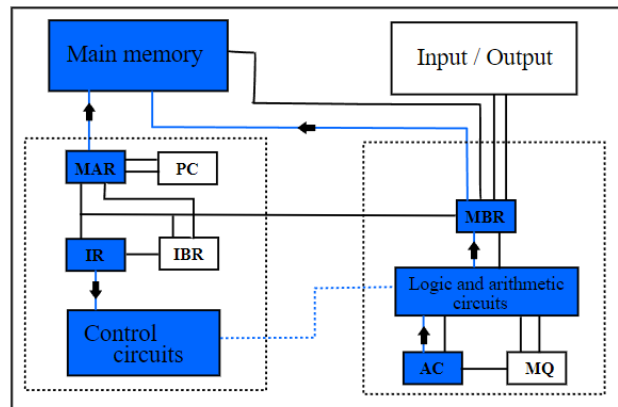 Main memory
Input / Output
MAR
PC
MBR
IR
IBR
Logic and arithmetic
circuits
Control
circuits
AC
MQ